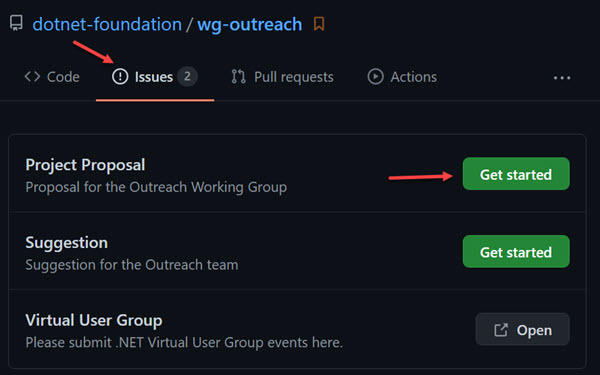 dotnet-foundation / wg-outreach
Code Issues 2 Pull requests Actions ...
Project Proposal
Proposal for the Outreach Working Group
Get started
Suggestion
Suggestion for the Outreach team
Get started
Virtual User Group
Please submit .NET Virtual User Group events here.
Open